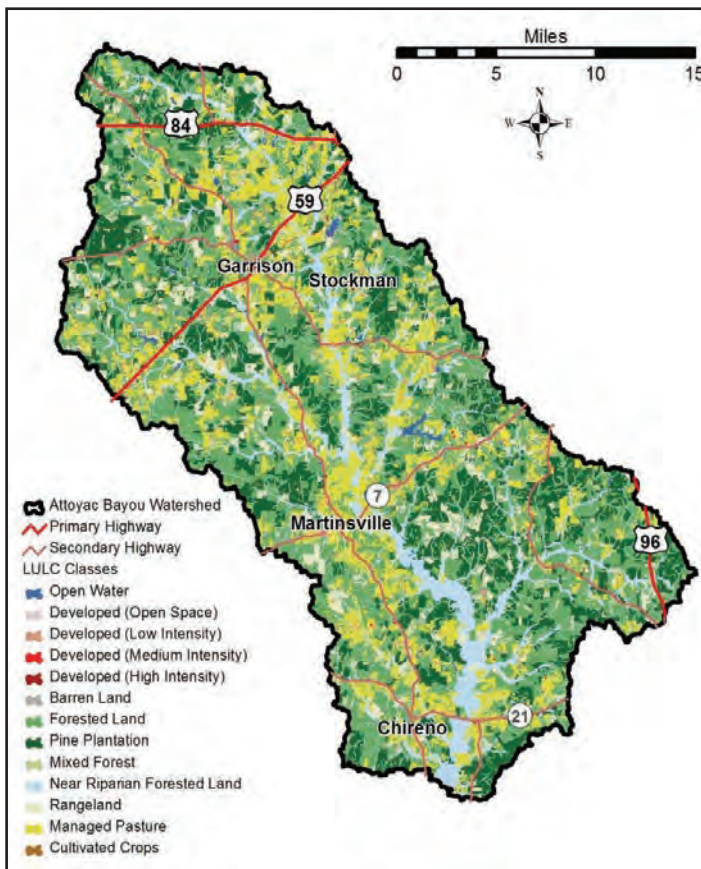 Miles
0 5 10 15
N
W E
S
84
59
Garrison
Stockman
7
Martinsville
96
21
Chireno
Attoyac Bayou Watershed
Primary Highway
Secondary Highway
LULC Classes
Open Water
Developed (Open Space)
Developed (Low Intensity)
Developed (Medium Intensity)
Developed (High Intensity)
Barren Land
Forested Land
Pine Plantation
Mixed Forest
Near Riparian Forested Land
Rangeland
Managed Pasture
Cultivated Crops